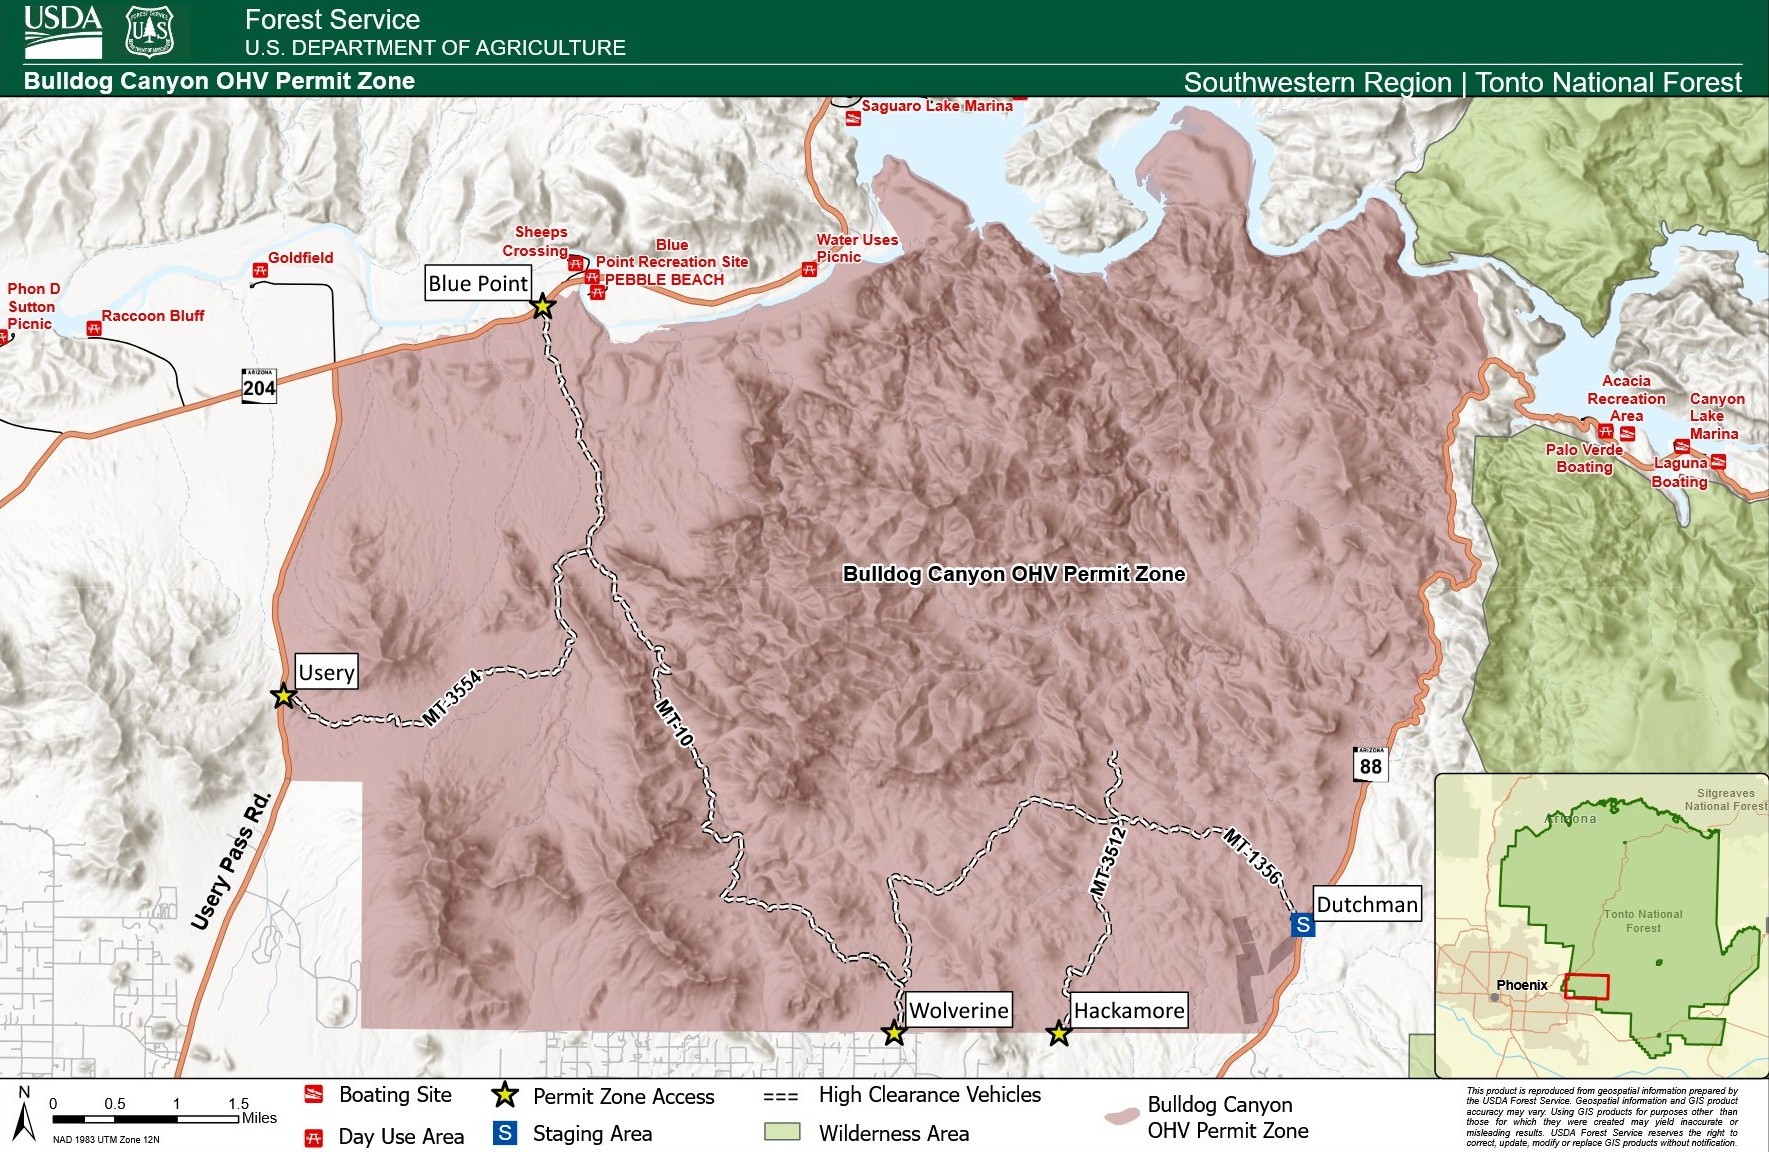 USDA
FOREST SERVICE
U S
DEPARTMENT OF AGRICULTURE
Forest Service
U.S. DEPARTMENT OF AGRICULTURE
Bulldog Canyon OHV Permit Zone
Southwestern Region | Tonto National Forest
Saguaro Lake Marina
Sheeps
Crossing
Blue
Point Recreation Site
PEBBLE BEACH
Water Uses
Picnic
Goldfield
Blue Point
Phon D
Sutton
Picnic
Raccoon Bluff
ARIZONA
204
Acacia
Recreation
Area
Canyon
Lake
Marina
Palo Verde
Boating
Laguna
Boating
Bulldog Canyon OHV Permit Zone
Usery
MT-3554
MT-10
ARIZONA
88
Usery Pass Rd.
MT-3512
MT-1356
Dutchman
S
Wolverine
Hackamore
Sitgreaves
National Forest
Arizona
Tonto National
Forest
Phoenix
N
0 0.5 1 1.5
Miles
NAD 1983 UTM Zone 12N
Boating Site
Day Use Area
Permit Zone Access
S Staging Area
High Clearance Vehicles
Wilderness Area
Bulldog Canyon
OHV Permit Zone
This product is reproduced from geospatial information prepared by
the USDA Forest Service. Geospatial information and GIS product
accuracy may vary. Using GIS products for purposes other than
those for which they were created may yield inaccurate or
misleading results. USDA Forest Service reserves the right to
correct, update, modify or replace GIS products without notification.